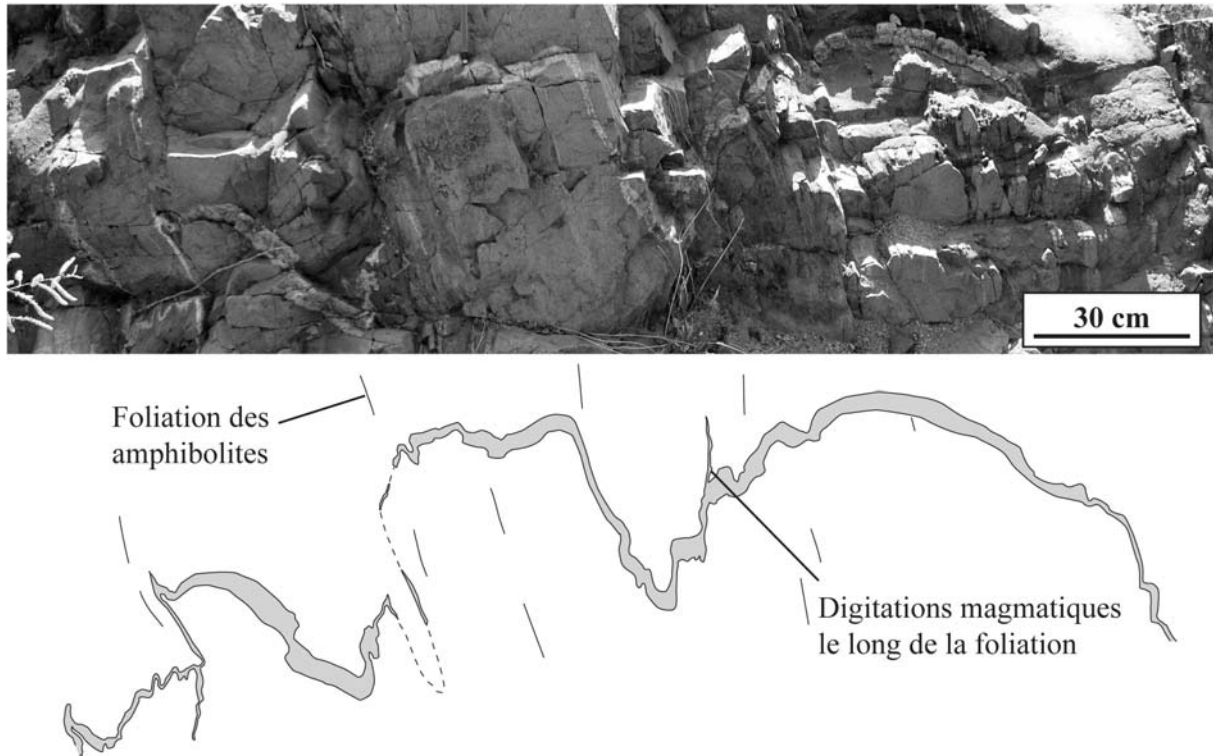 30 cm
Foliation des
amphibolites
Digitations magmatiques
le long de la foliation